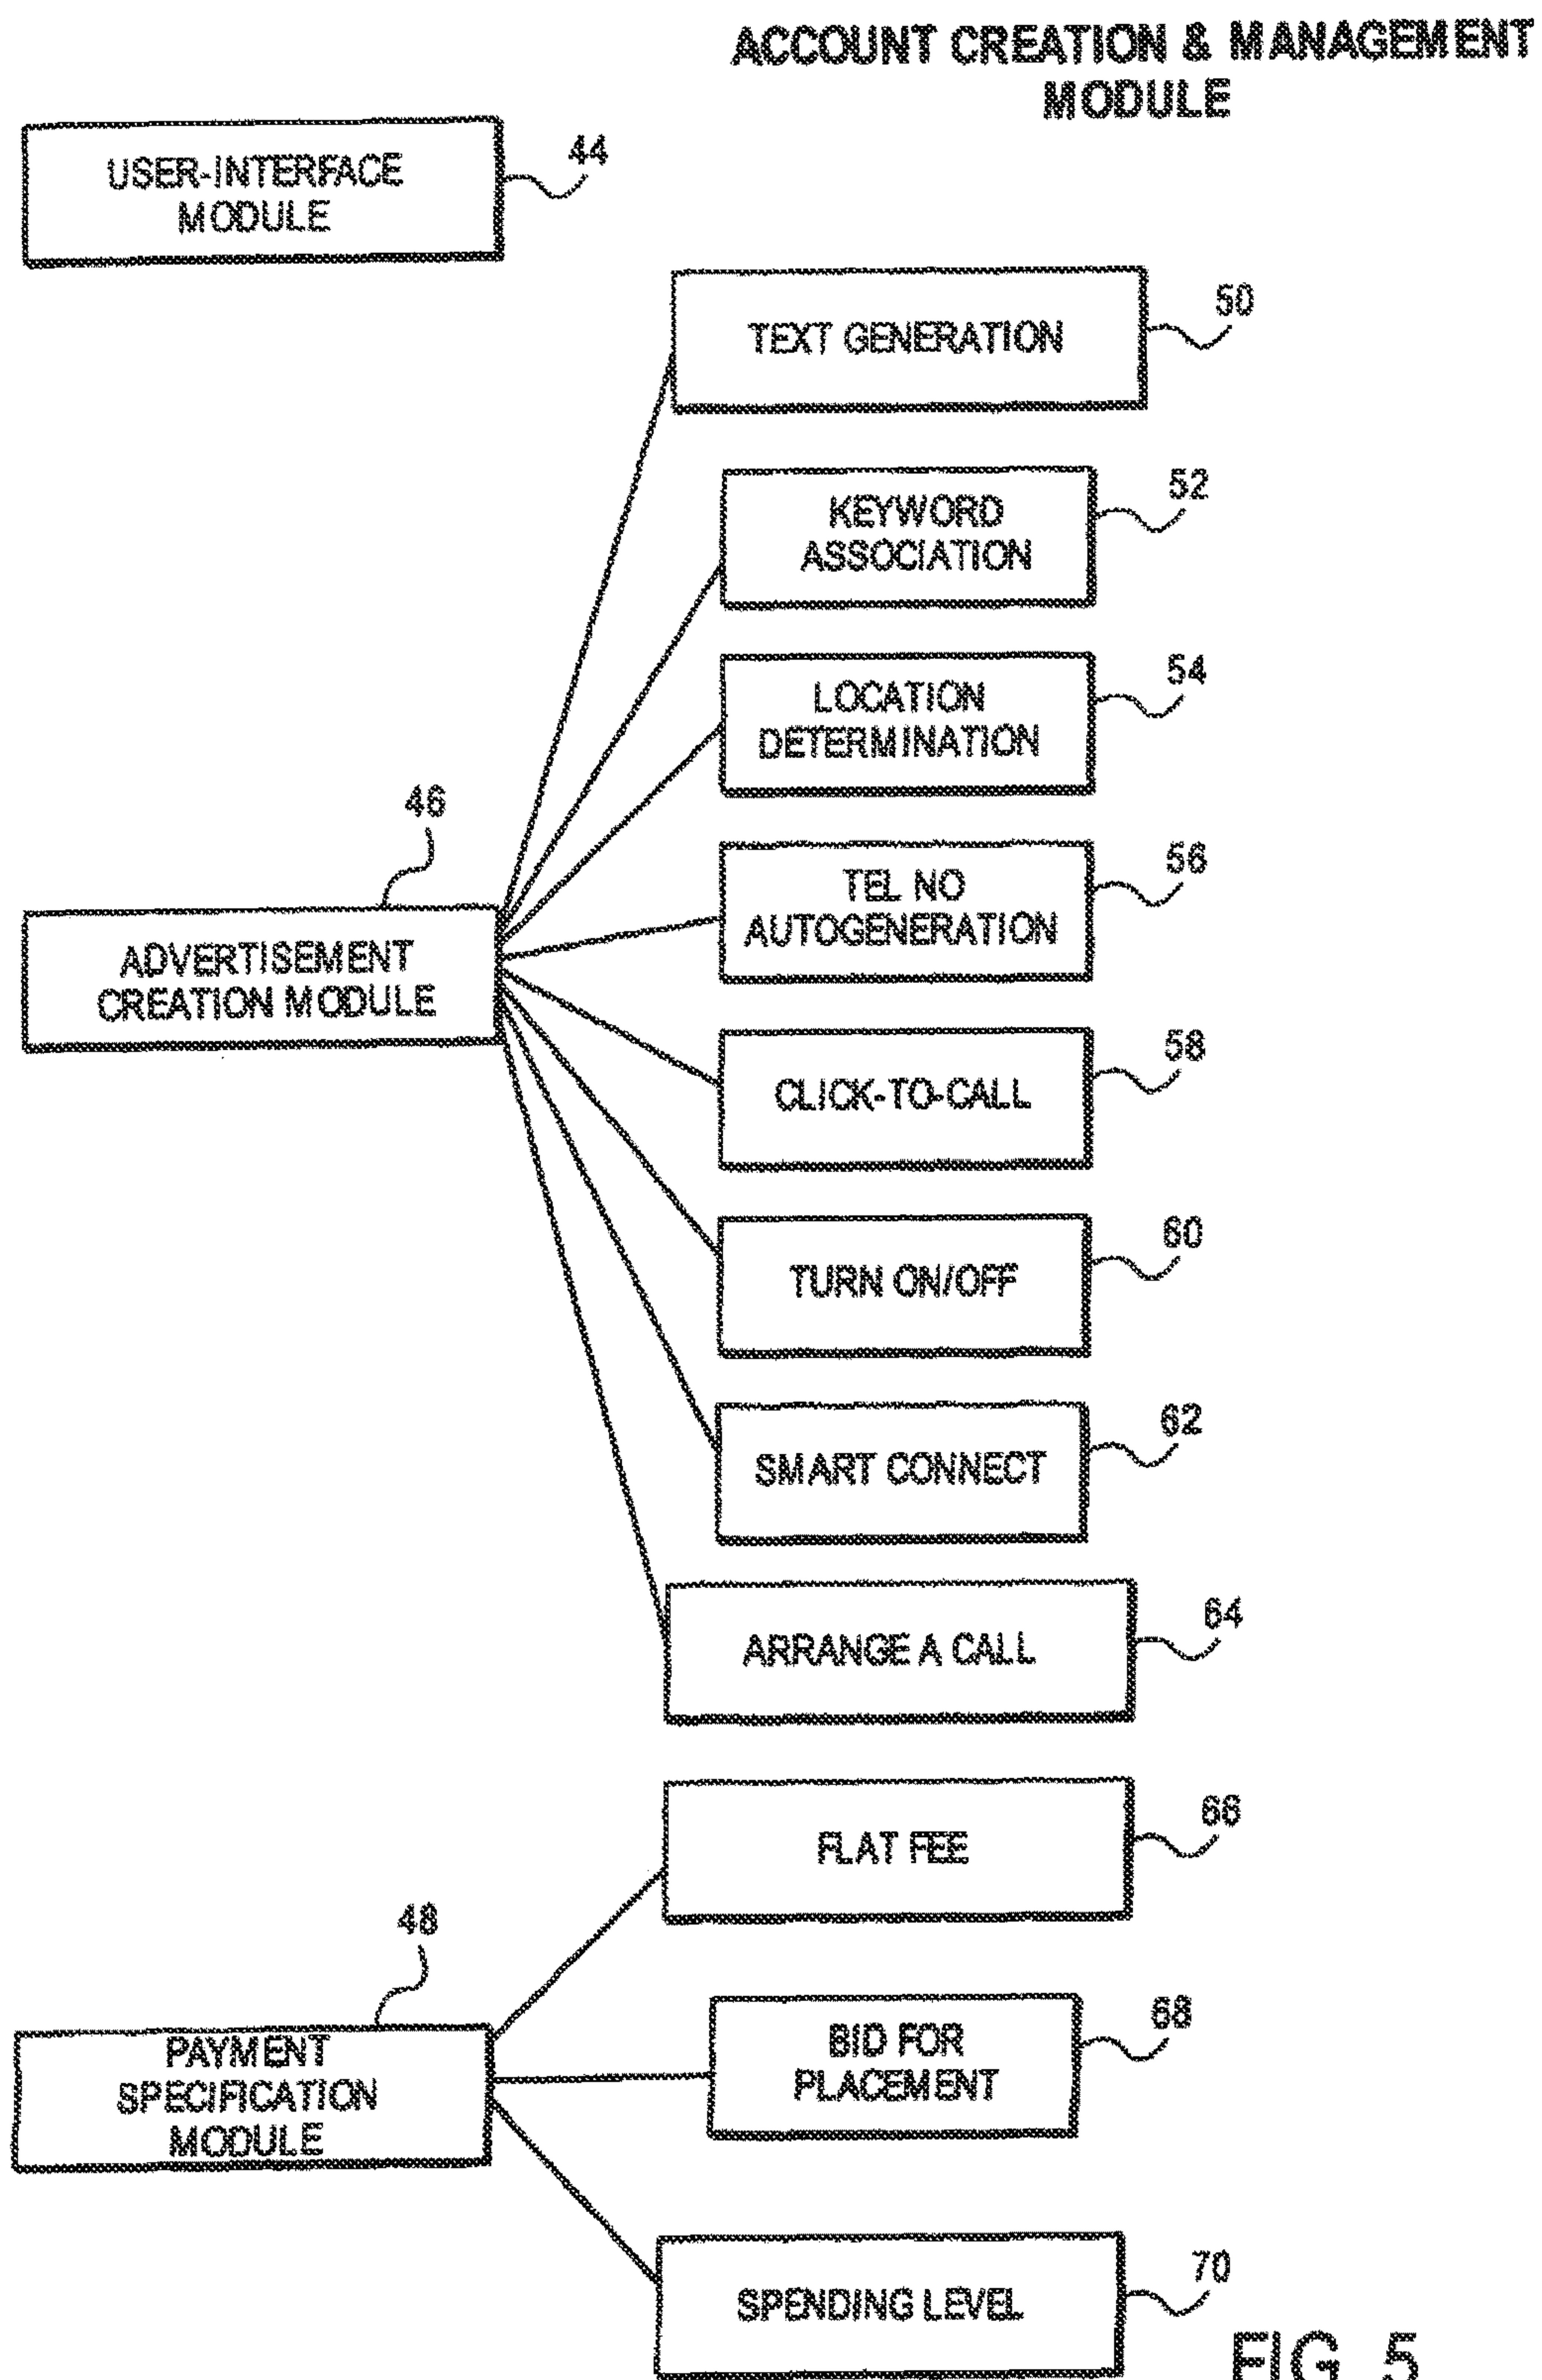 ACCOUNT CREATION & MANAGEMENT
MODULE
USER-INTERFACE
MODULE
44
TEXT GENERATION
50
KEYWORD
ASSOCIATION
52
LOCATION
DETERMINATION
54
46
ADVERTISEMENT
CREATION MODULE
TEL NO
AUTOGENERATION
56
CLICK-TO-CALL
58
TURN ON/OFF
60
SMART CONNECT
62
ARRANGE A CALL
64
FLAT FEE
66
48
PAYMENT
SPECIFICATION
MODULE
BID FOR
PLACEMENT
68
SPENDING LEVEL
70
FIG. 5